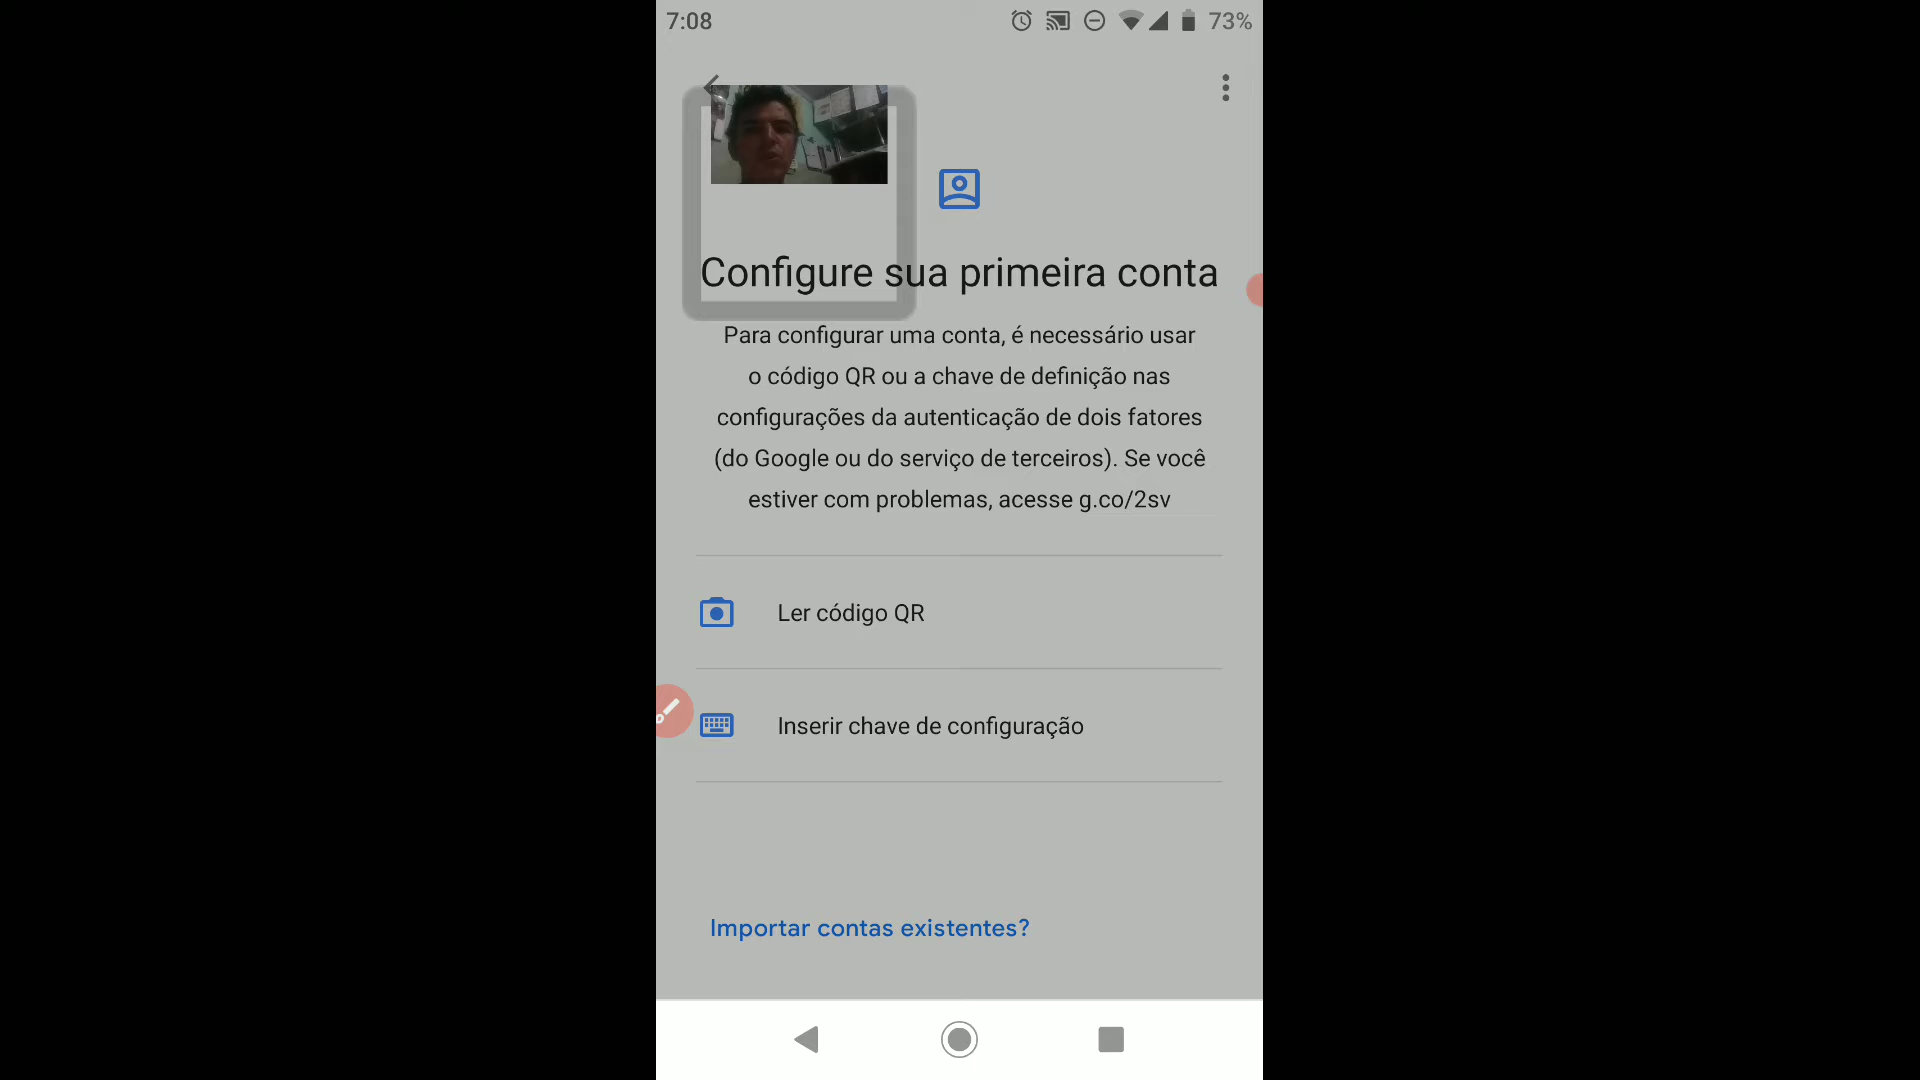 7:08
73%
Configure sua primeira conta
Para configurar uma conta, é necessário usar
o código QR ou a chave de definição nas
configurações da autenticação de dois fatores
(do Google ou do serviço de terceiros). Se você
estiver com problemas, acesse g.co/2sv
Ler código QR
Inserir chave de configuração
Importar contas existentes?